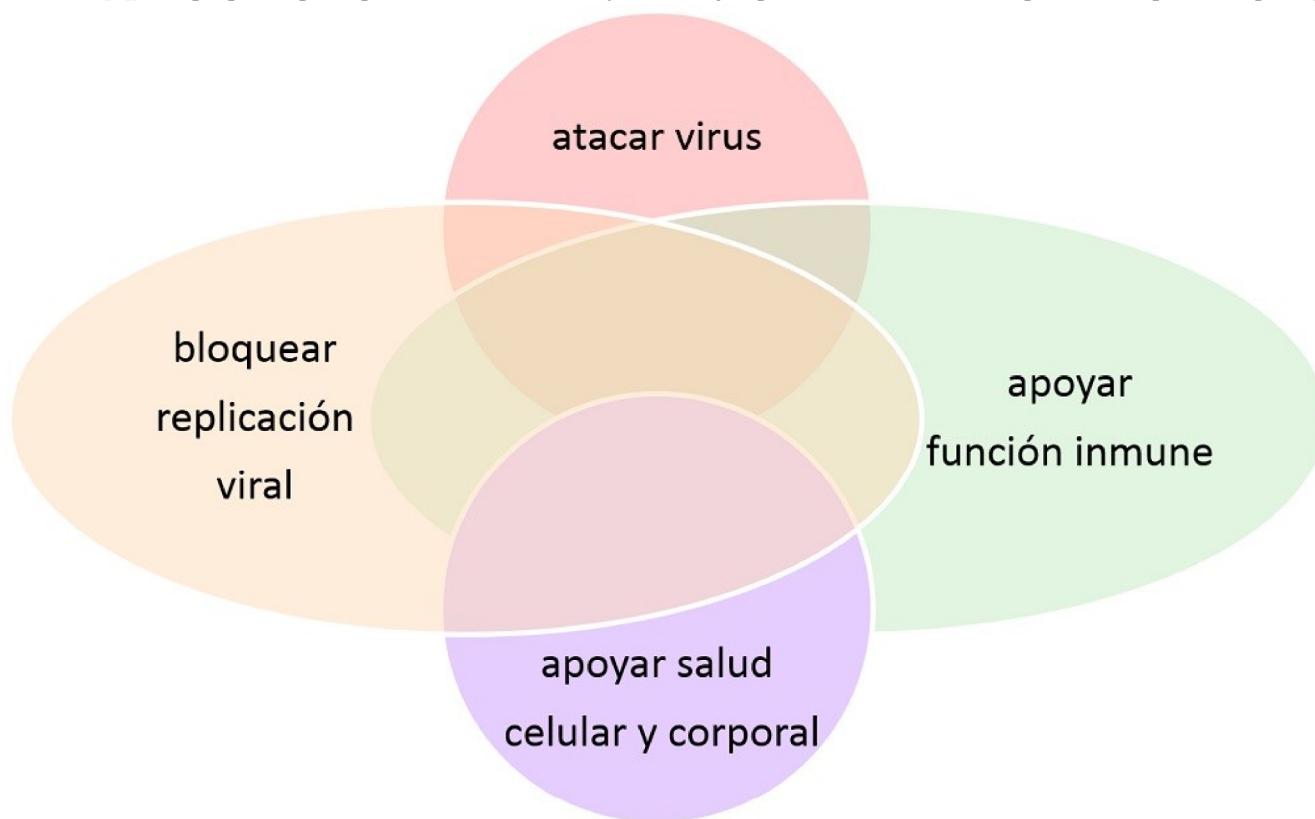 atacar virus
bloquear
replicación
viral
apoyar
función inmune
apoyar salud
celular y corporal